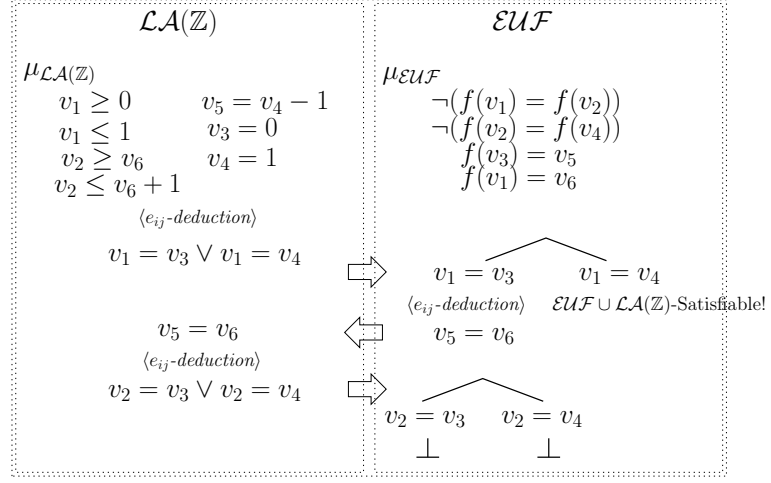 ℒ𝒜(ℤ)
μ_ℒ𝒜(ℤ)
v₁ ≥ 0 v₅ = v₄ − 1
v₁ ≤ 1 v₃ = 0
v₂ ≥ v₆ v₄ = 1
v₂ ≤ v₆ + 1
⟨e_ij-deduction⟩
v₁ = v₃ ∨ v₁ = v₄
v₅ = v₆
⟨e_ij-deduction⟩
v₂ = v₃ ∨ v₂ = v₄
ℰ𝒰ℱ
μ_ℰ𝒰ℱ
¬(f(v₁) = f(v₂))
¬(f(v₂) = f(v₄))
f(v₃) = v₅
f(v₁) = v₆
v₁ = v₃ v₁ = v₄
⟨e_ij-deduction⟩ ℰ𝒰ℱ ∪ ℒ𝒜(ℤ)-Satisfiable!
v₅ = v₆
v₂ = v₃ v₂ = v₄
⊥ ⊥